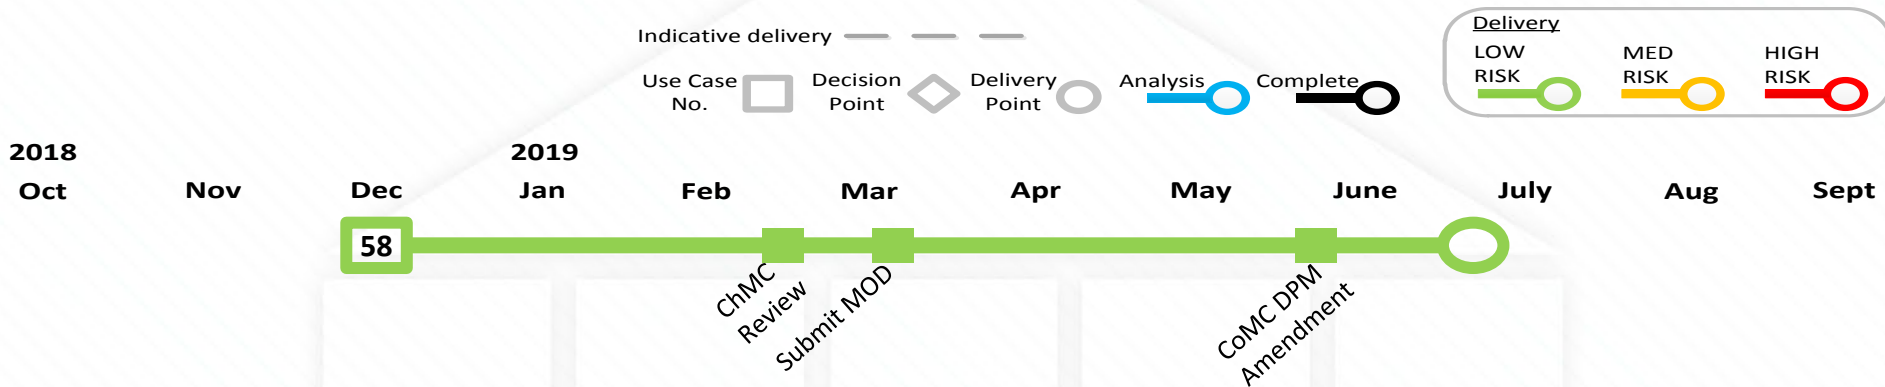 Indicative delivery
Use Case
No.
Decision
Point
Delivery
Point
Analysis
Complete
Delivery
LOW
RISK
MED
RISK
HIGH
RISK
2018
2019
Oct Nov Dec Jan Feb Mar Apr May June July Aug Sept
58
ChMC
Review
Submit MOD
CoMC DPM
Amendment